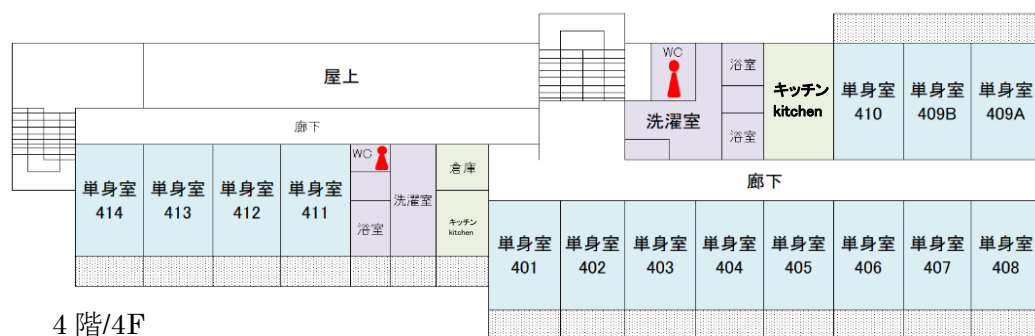 屋上
廊下
WC
洗濯室
浴室
浴室
キッチン
kitchen
単身室
410
単身室
409B
単身室
409A
廊下
単身室
414
単身室
413
単身室
412
単身室
411
WC
浴室
洗濯室
倉庫
キッチン
kitchen
単身室
401
単身室
402
単身室
403
単身室
404
単身室
405
単身室
406
単身室
407
単身室
408
4 階/4F